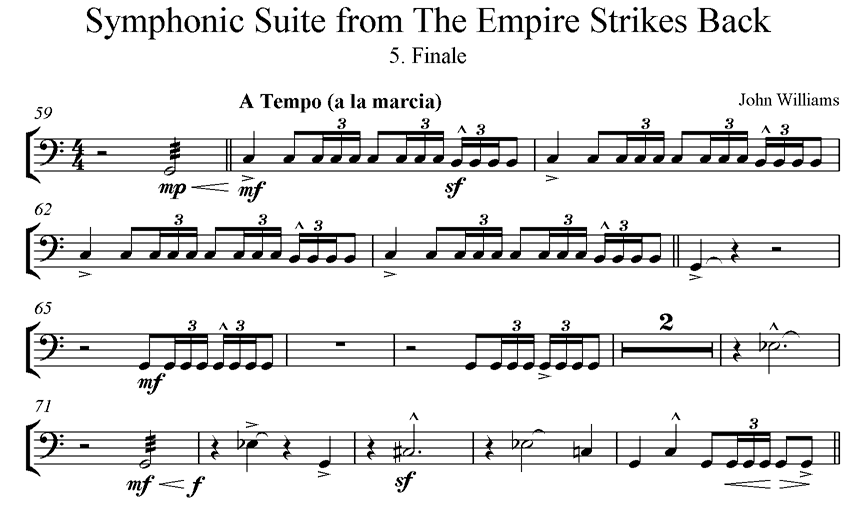 Symphonic Suite from The Empire Strikes Back
5. Finale
John Williams
59 A Tempo (a la marcia)
4 4 3 3 3 3 3 3
mp mf sf
62
3 3 3 3 3 3
65
3 3 3 3 2
mf
71
3
mf f sf